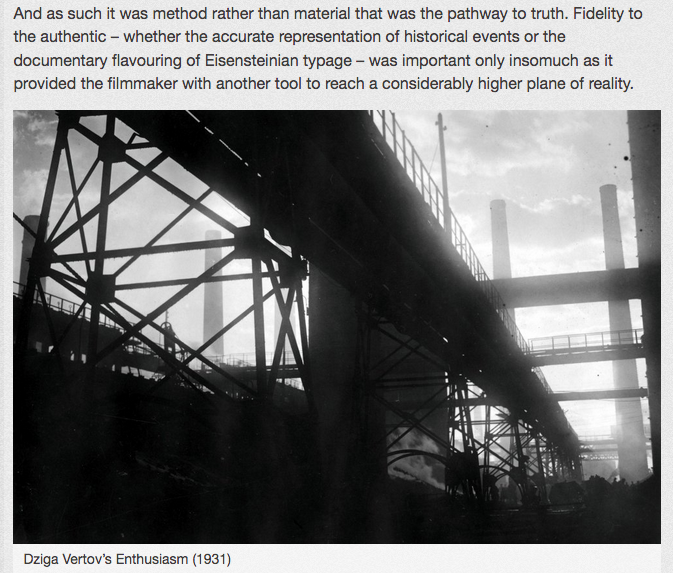 And as such it was method rather than material that was the pathway to truth. Fidelity to
the authentic – whether the accurate representation of historical events or the
documentary flavouring of Eisensteinian typage – was important only insomuch as it
provided the filmmaker with another tool to reach a considerably higher plane of reality.
Dziga Vertov's Enthusiasm (1931)